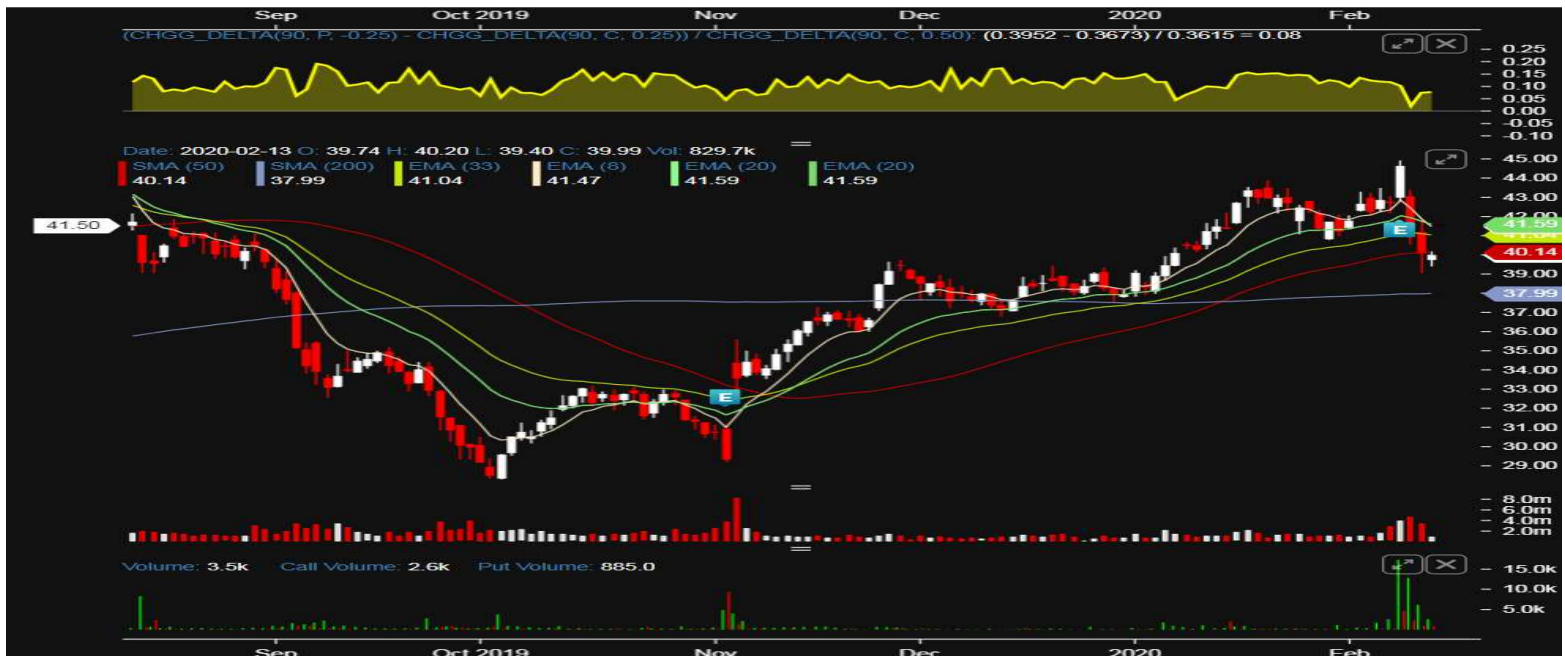 Sep Oct 2019 Nov Dec 2020 Feb
(CHGG_DELTA(90, P, -0.25) - CHGG_DELTA(90, C, 0.25)) / CHGG_DELTA(90, C, 0.50): (0.3952 - 0.3673) / 0.3615 = 0.08
0.25
0.20
0.15
0.10
0.05
0.00
-0.05
-0.10
Date: 2020-02-13 O: 39.74 H: 40.20 L: 39.40 C: 39.99 Vol: 829.7k
SMA (50) SMA (200) EMA (33) EMA (8) EMA (20) EMA (20)
40.14 37.99 41.04 41.47 41.59 41.59
45.00
44.00
43.00
42.00
41.50
41.59
41.04
40.14
39.00
37.99
37.00
36.00
35.00
34.00
33.00
32.00
31.00
30.00
29.00
E
E
8.0m
6.0m
4.0m
2.0m
Volume: 3.5k Call Volume: 2.6k Put Volume: 885.0
15.0k
10.0k
5.0k
Sep Oct 2019 Nov Dec 2020 Feb